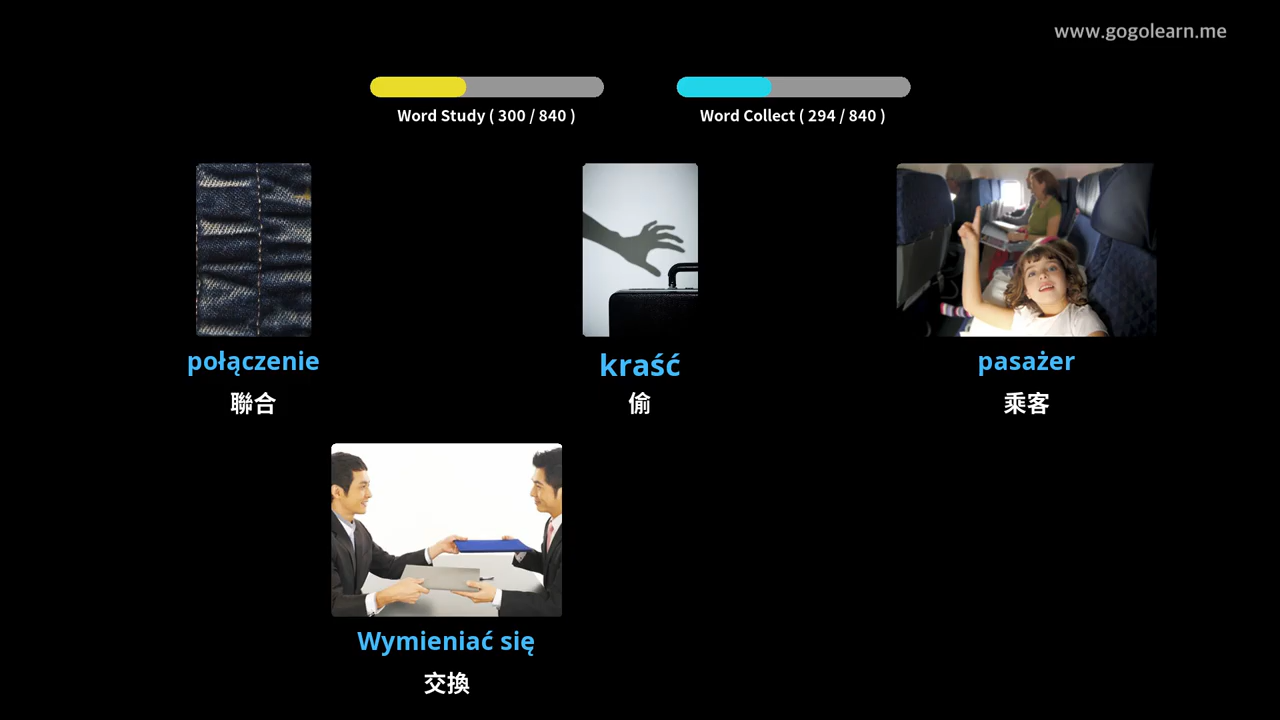 www.gogolearn.me
Word Study ( 300 / 840 )
Word Collect ( 294 / 840 )
połączenie
聯合
kraść
偷
pasażer
乘客
Wymieniać się
交換